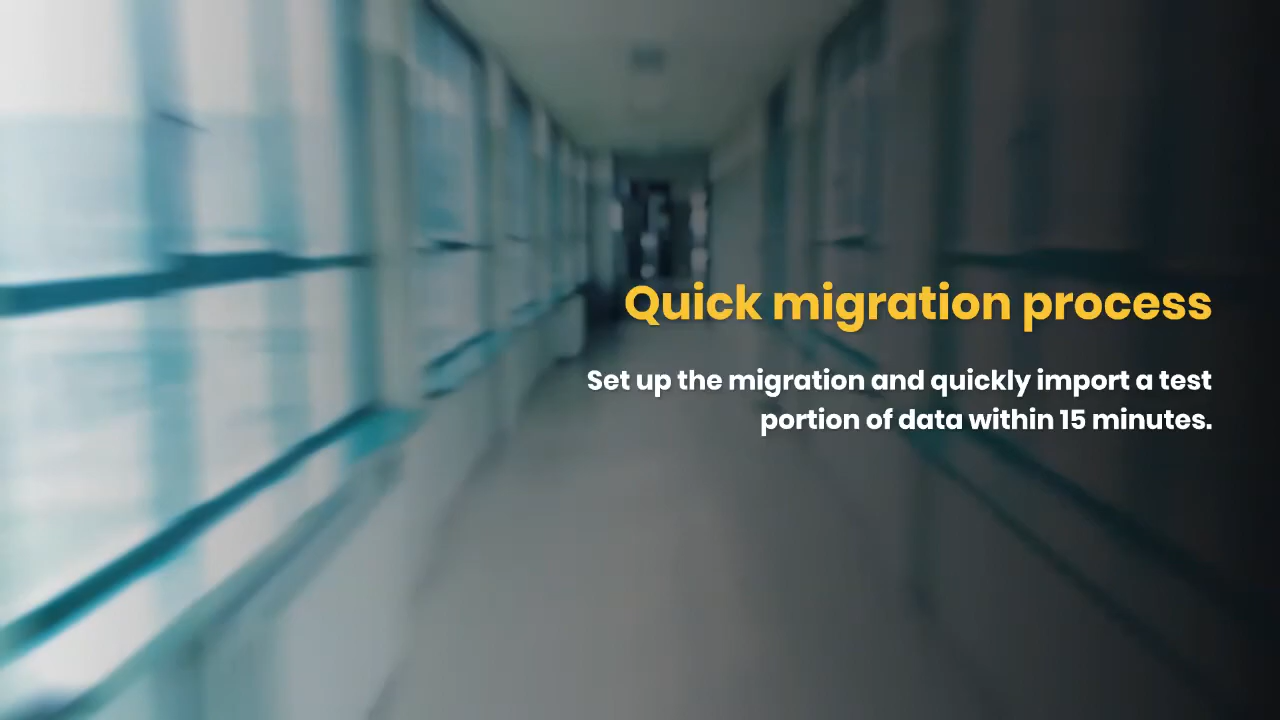 Quick migration process
Set up the migration and quickly import a test
portion of data within 15 minutes.